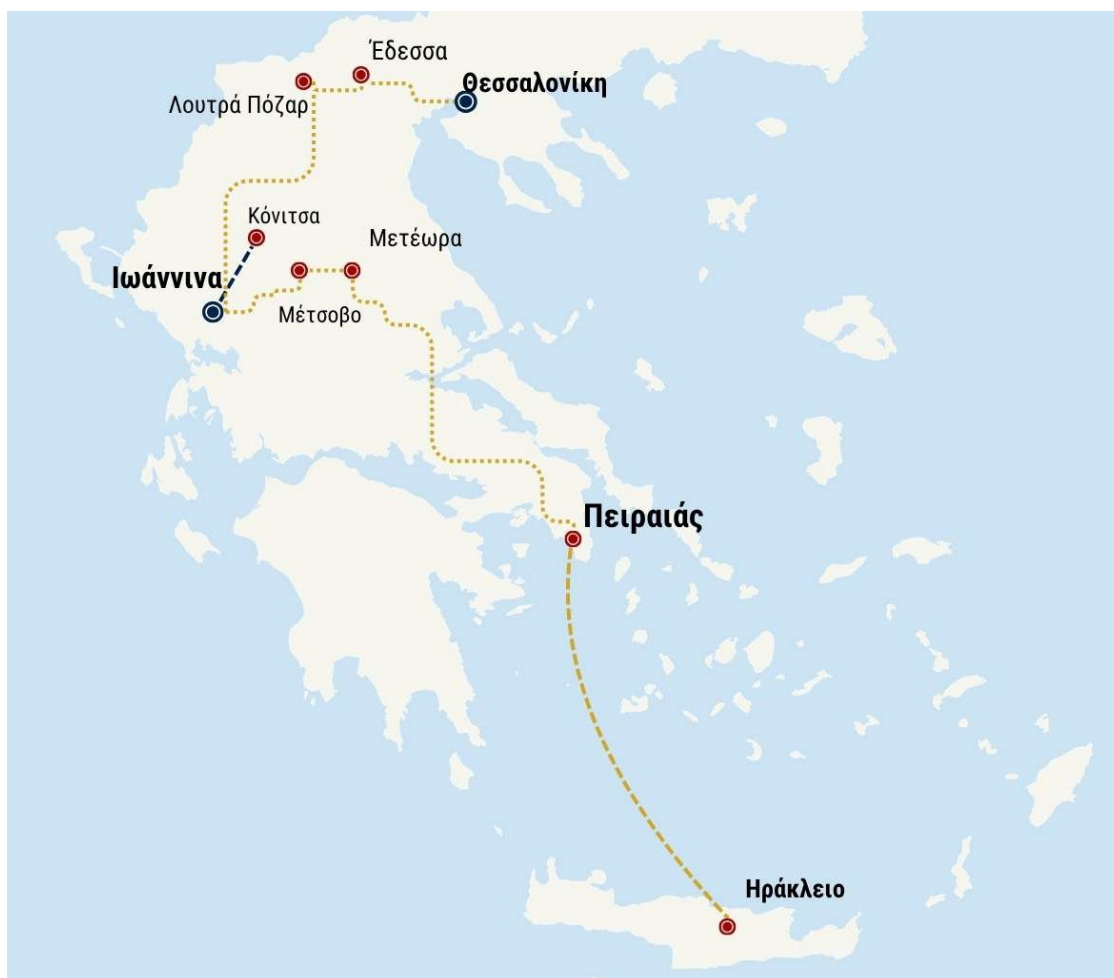 Έδεσσα
Θεσσαλονίκη
Λουτρά Πόζαρ
Κόνιτσα
Μετέωρα
Ιωάννινα
Μέτσοβο
Πειραιάς
Ηράκλειο